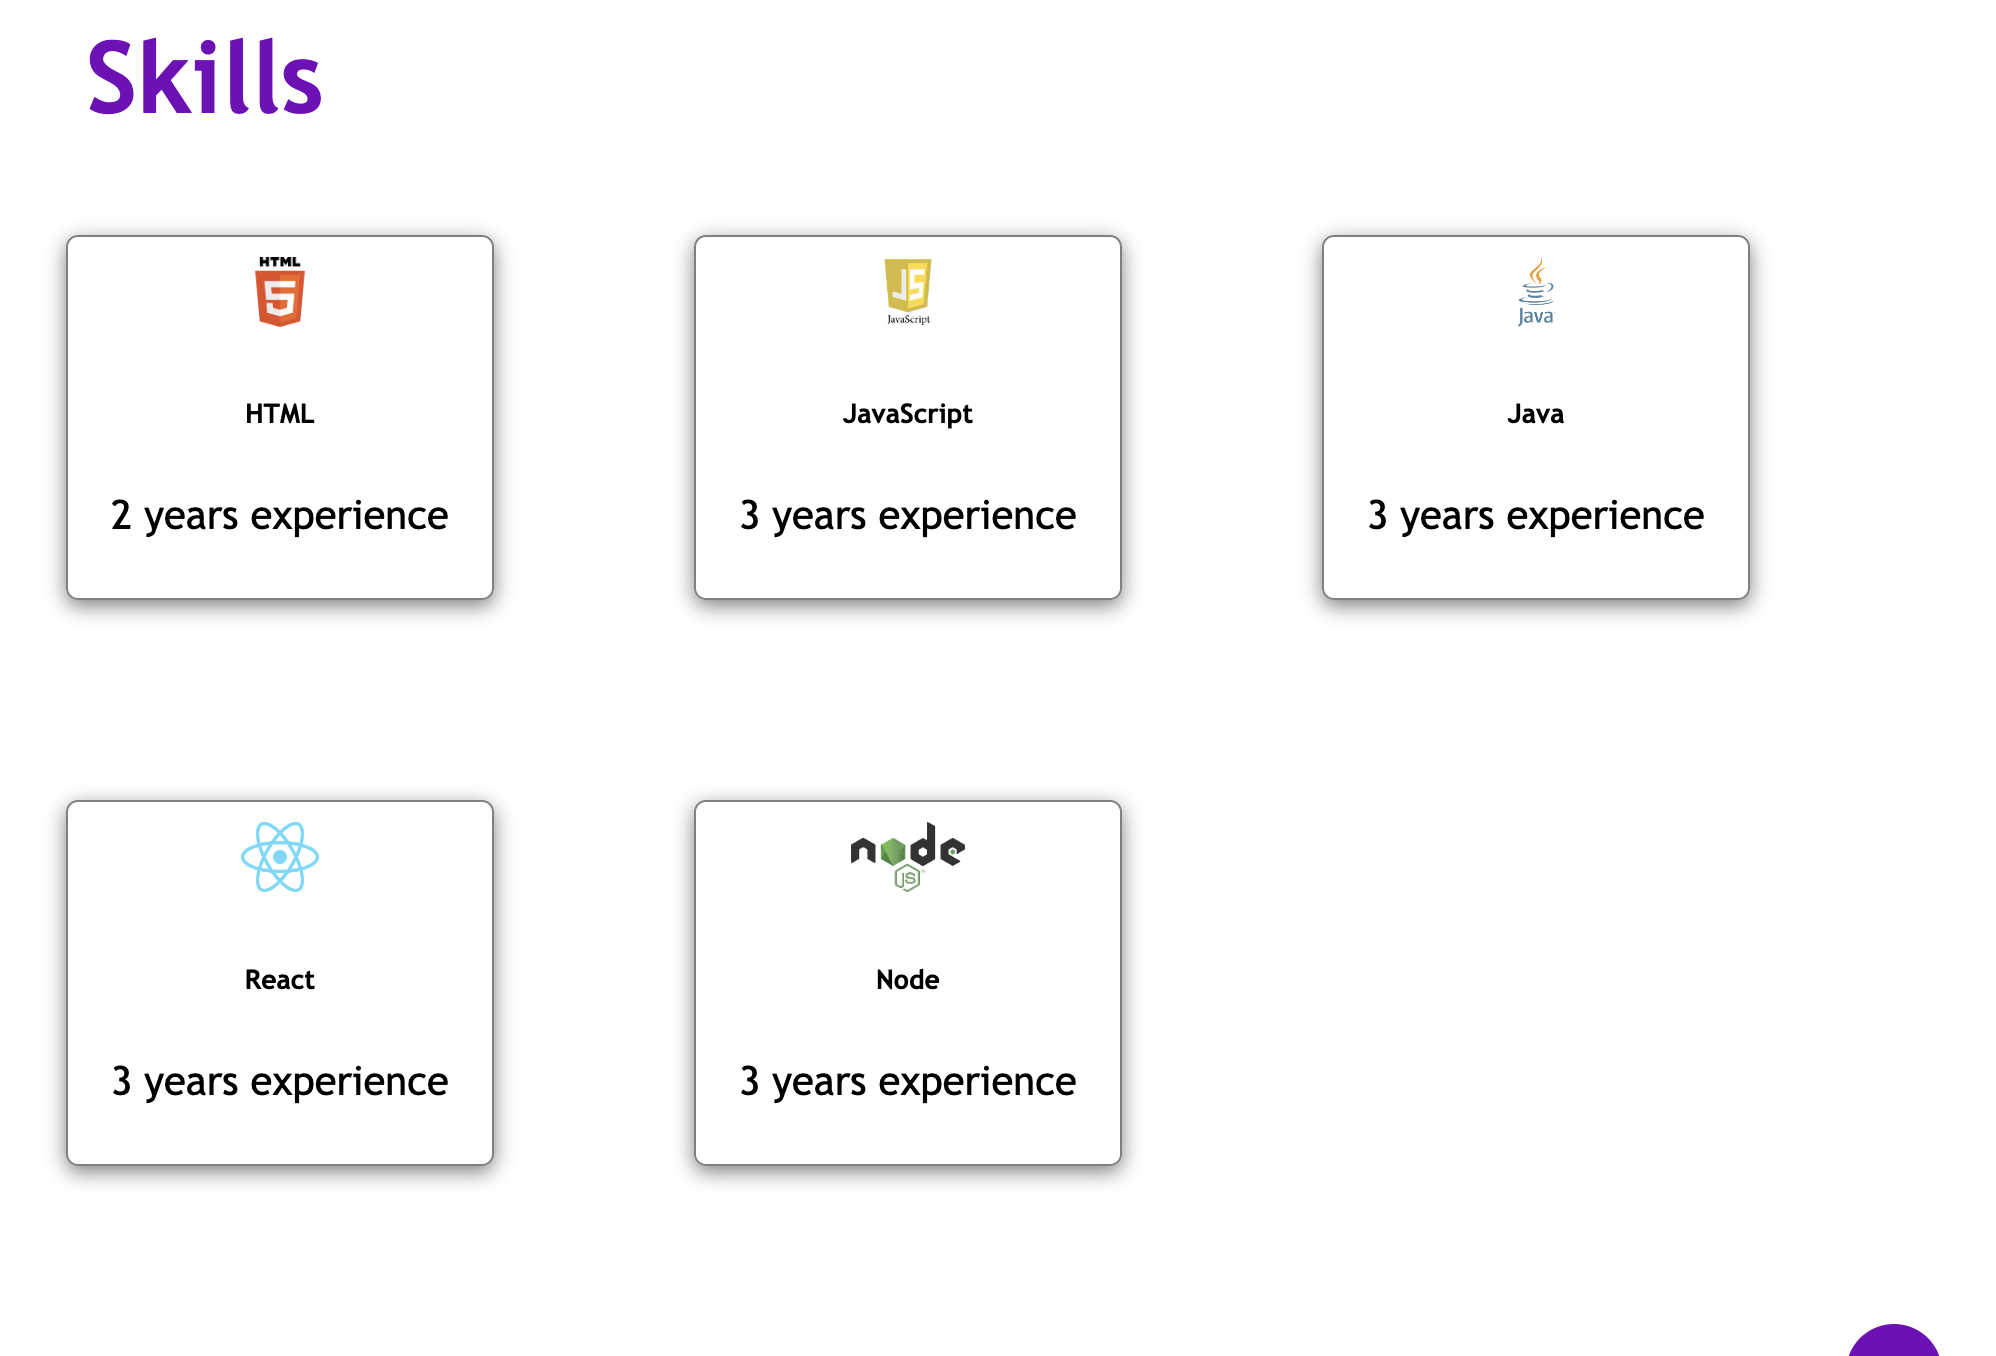 Skills
HTML
5
HTML
2 years experience
JS
JavaScript
JavaScript
3 years experience
Java
Java
3 years experience
React
3 years experience
node
JS
Node
3 years experience